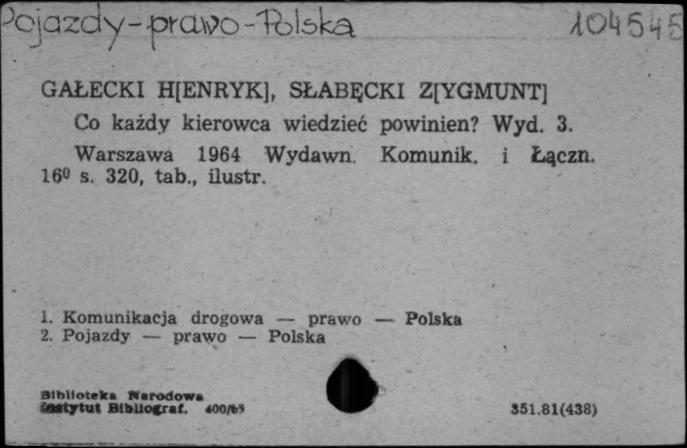 Pojazdy-prawo-Polska 104545
GAŁECKI H[ENRYK], SŁABĘCKI Z[YGMUNT]
Co każdy kierowca wiedzieć powinien? Wyd. 3.
Warszawa 1964 Wydawn. Komunik. i Łączn.
16⁰ s. 320, tab., ilustr.
1. Komunikacja drogowa — prawo — Polska
2. Pojazdy — prawo — Polska
Biblioteka Narodowa
Instytut Bibliograf. 400/65
351.81(438)